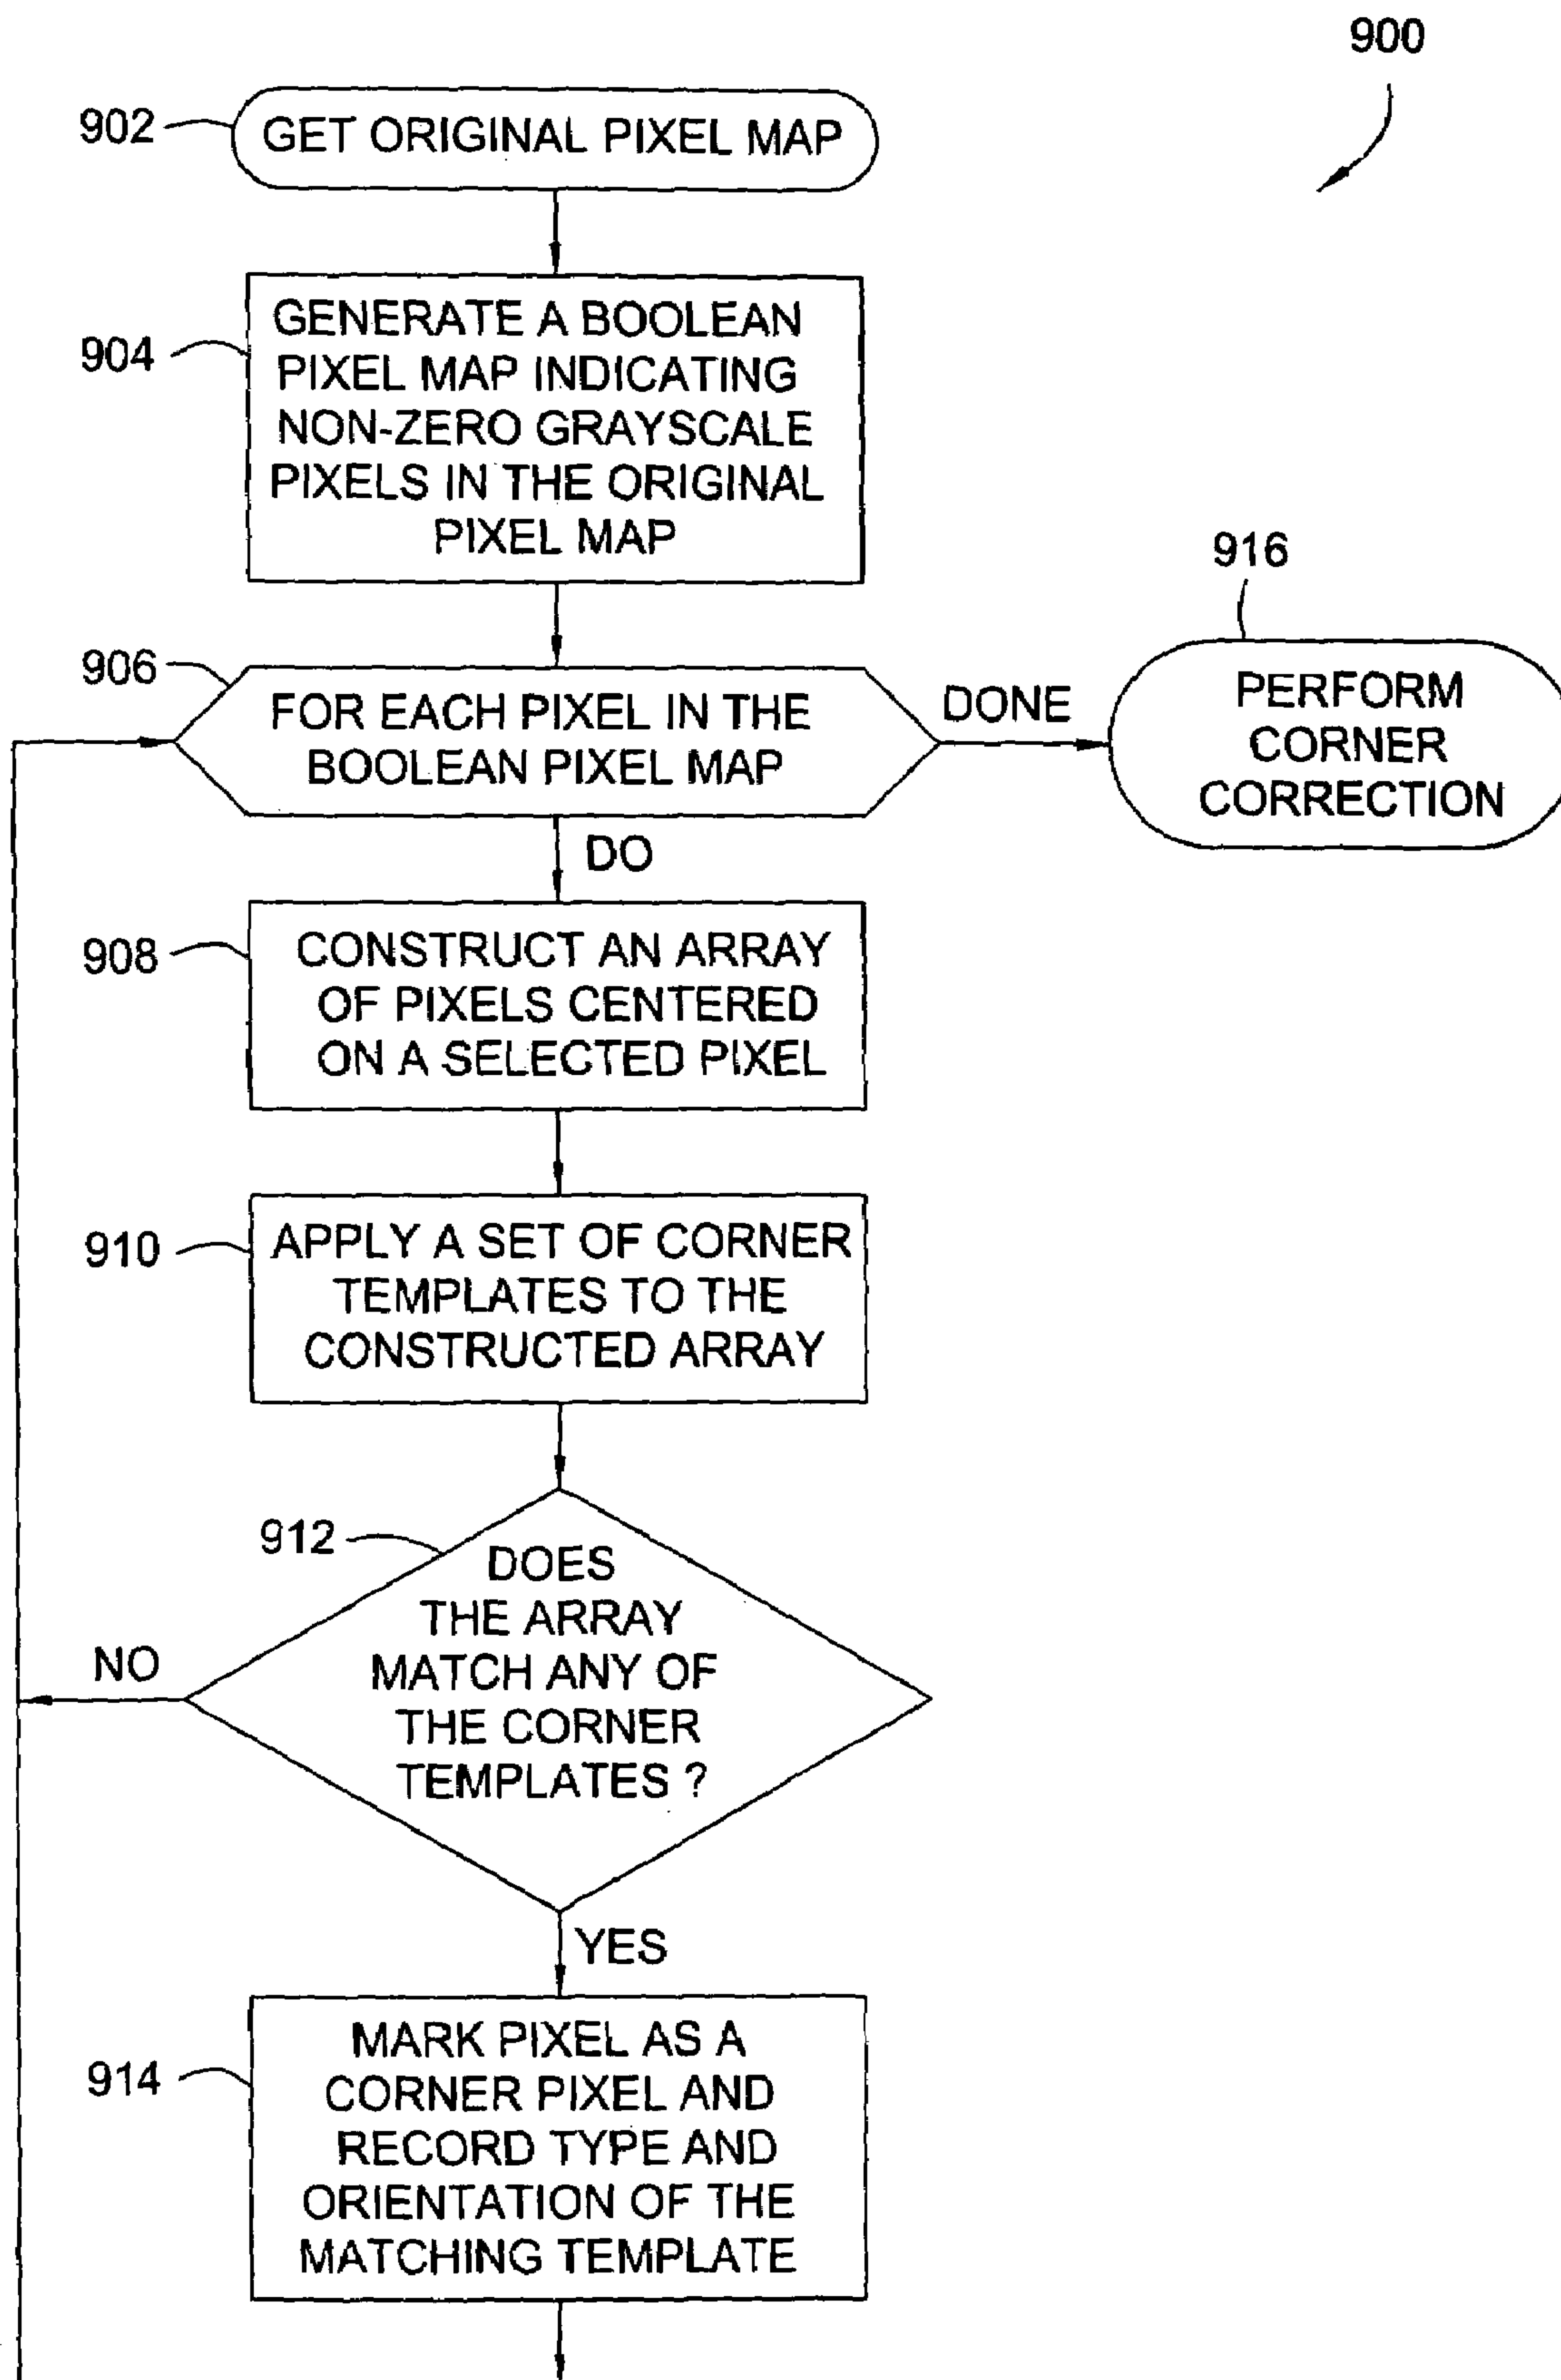 900
902
GET ORIGINAL PIXEL MAP
904
GENERATE A BOOLEAN
PIXEL MAP INDICATING
NON-ZERO GRAYSCALE
PIXELS IN THE ORIGINAL
PIXEL MAP
906
FOR EACH PIXEL IN THE
BOOLEAN PIXEL MAP
DONE
916
PERFORM
CORNER
CORRECTION
DO
908
CONSTRUCT AN ARRAY
OF PIXELS CENTERED
ON A SELECTED PIXEL
910
APPLY A SET OF CORNER
TEMPLATES TO THE
CONSTRUCTED ARRAY
912
DOES
THE ARRAY
MATCH ANY OF
THE CORNER
TEMPLATES ?
NO
YES
914
MARK PIXEL AS A
CORNER PIXEL AND
RECORD TYPE AND
ORIENTATION OF THE
MATCHING TEMPLATE